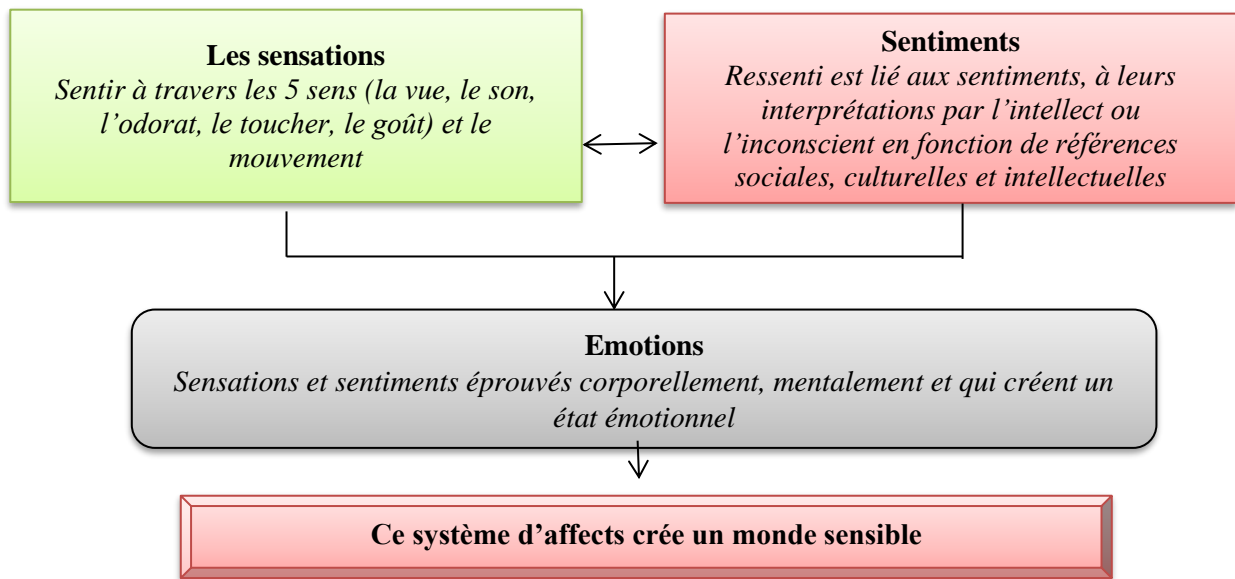 Les sensations
Sentir à travers les 5 sens (la vue, le son,
l’odorat, le toucher, le goût) et le
mouvement
Sentiments
Ressenti est lié aux sentiments, à leurs
interprétations par l’intellect ou
l’inconscient en fonction de références
sociales, culturelles et intellectuelles
Emotions
Sensations et sentiments éprouvés corporellement, mentalement et qui créent un
état émotionnel
Ce système d’affects crée un monde sensible